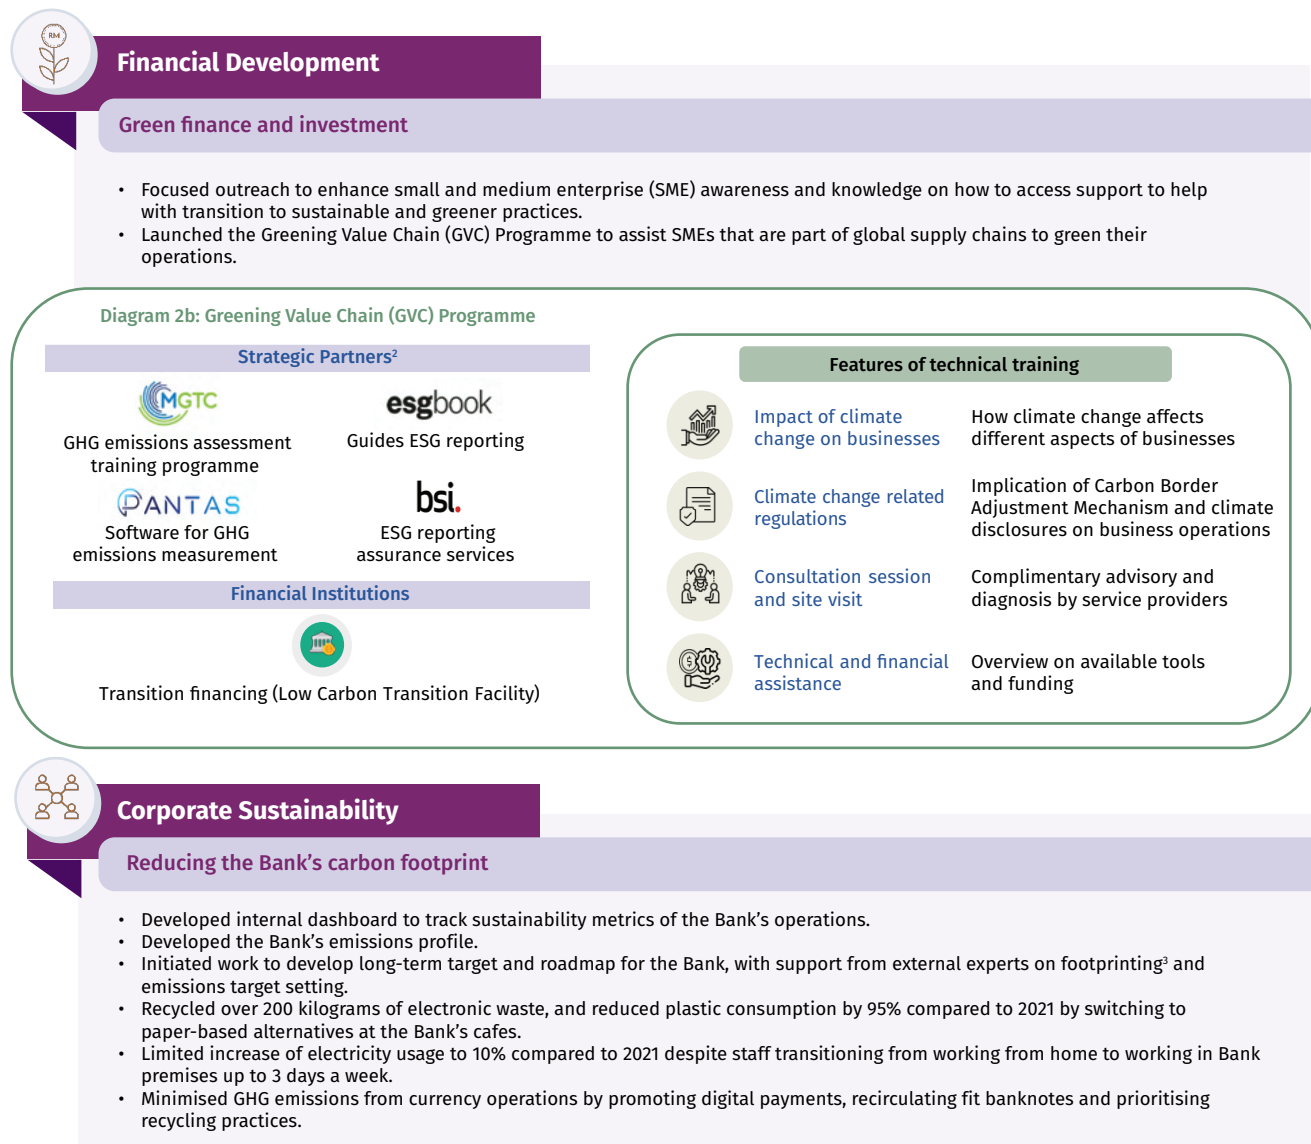 RM
Financial Development
Green finance and investment
• Focused outreach to enhance small and medium enterprise (SME) awareness and knowledge on how to access support to help
with transition to sustainable and greener practices.
• Launched the Greening Value Chain (GVC) Programme to assist SMEs that are part of global supply chains to green their
operations.
Diagram 2b: Greening Value Chain (GVC) Programme
Strategic Partners²
MGTC
GHG emissions assessment
training programme
esgbook
Guides ESG reporting
PANTAS
Software for GHG
emissions measurement
bsi.
ESG reporting
assurance services
Financial Institutions
Transition financing (Low Carbon Transition Facility)
Features of technical training
Impact of climate
change on businesses
How climate change affects
different aspects of businesses
Climate change related
regulations
Implication of Carbon Border
Adjustment Mechanism and climate
disclosures on business operations
Consultation session
and site visit
Complimentary advisory and
diagnosis by service providers
Technical and financial
assistance
Overview on available tools
and funding
Corporate Sustainability
Reducing the Bank's carbon footprint
• Developed internal dashboard to track sustainability metrics of the Bank's operations.
• Developed the Bank's emissions profile.
• Initiated work to develop long-term target and roadmap for the Bank, with support from external experts on footprinting³ and
emissions target setting.
• Recycled over 200 kilograms of electronic waste, and reduced plastic consumption by 95% compared to 2021 by switching to
paper-based alternatives at the Bank's cafes.
• Limited increase of electricity usage to 10% compared to 2021 despite staff transitioning from working from home to working in Bank
premises up to 3 days a week.
• Minimised GHG emissions from currency operations by promoting digital payments, recirculating fit banknotes and prioritising
recycling practices.